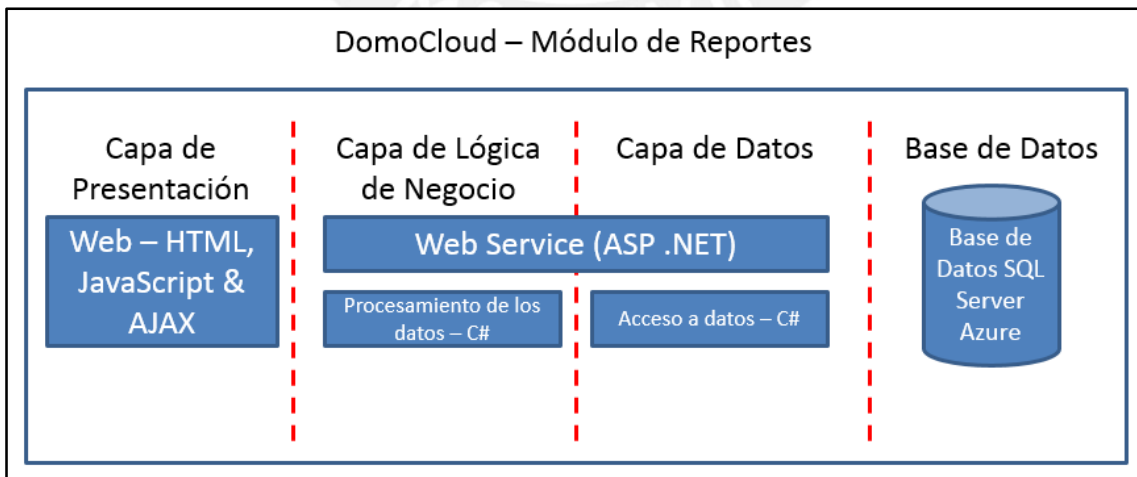 DomoCloud – Módulo de Reportes
Capa de
Presentación
Web – HTML,
JavaScript &
AJAX
Capa de Lógica
de Negocio
Capa de Datos
Web Service (ASP .NET)
Procesamiento de los
datos – C#
Acceso a datos – C#
Base de Datos
Base de
Datos SQL
Server
Azure